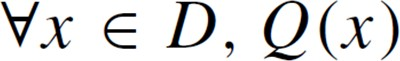 ∀x ∈ D, Q(x)